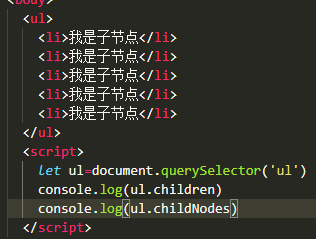 <body>
<ul>
<li>我是子节点</li>
<li>我是子节点</li>
<li>我是子节点</li>
<li>我是子节点</li>
<li>我是子节点</li>
</ul>
<script>
let ul=document.querySelector('ul')
console.log(ul.children)
console.log(ul.childNodes)
</script>